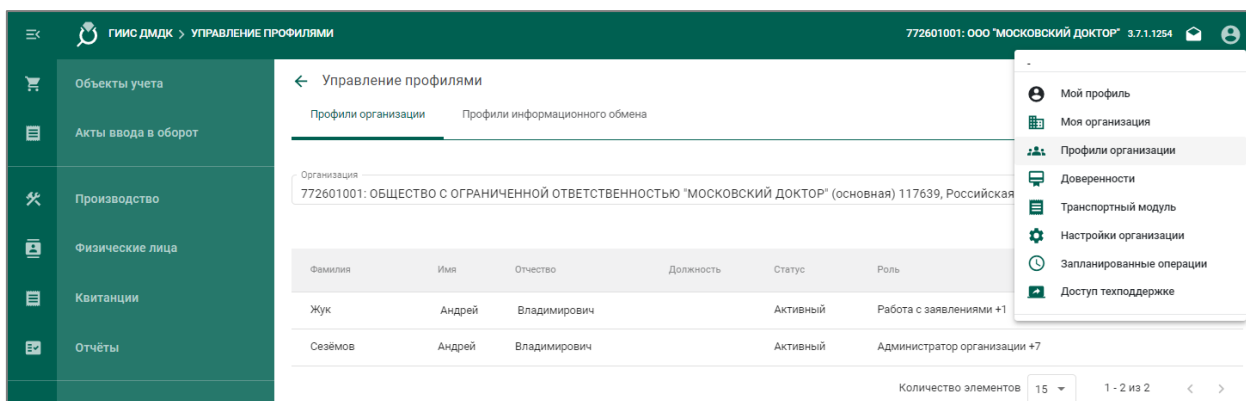 ГИИС ДМДК > УПРАВЛЕНИЕ ПРОФИЛЯМИ
772601001: ООО "МОСКОВСКИЙ ДОКТОР" 3.7.1.1254
Объекты учета
Акты ввода в оборот
Производство
Физические лица
Квитанции
Отчёты
Управление профилями
Профили организации Профили информационного обмена
Организация
772601001: ОБЩЕСТВО С ОГРАНИЧЕННОЙ ОТВЕТСТВЕННОСТЬЮ "МОСКОВСКИЙ ДОКТОР" (основная) 117639, Российская
Фамилия Имя Отчество Должность Статус Роль
Жук Андрей Владимирович Активный Работа с заявлениями +1
Сезёмов Андрей Владимирович Активный Администратор организации +7
Количество элементов 15 1 - 2 из 2
-
Мой профиль
Моя организация
Профили организации
Доверенности
Транспортный модуль
Настройки организации
Запланированные операции
Доступ техподдержке